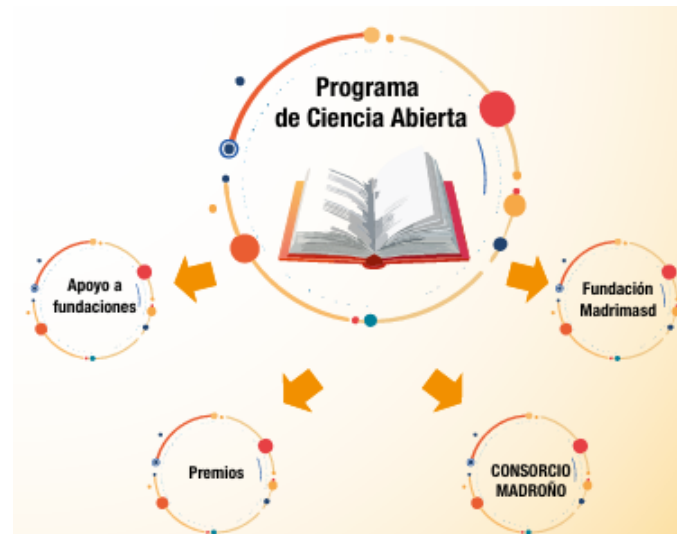 Programa
de Ciencia Abierta
Apoyo a
fundaciones
Fundación
Madrimasd
Premios
CONSORCIO
MADROÑO